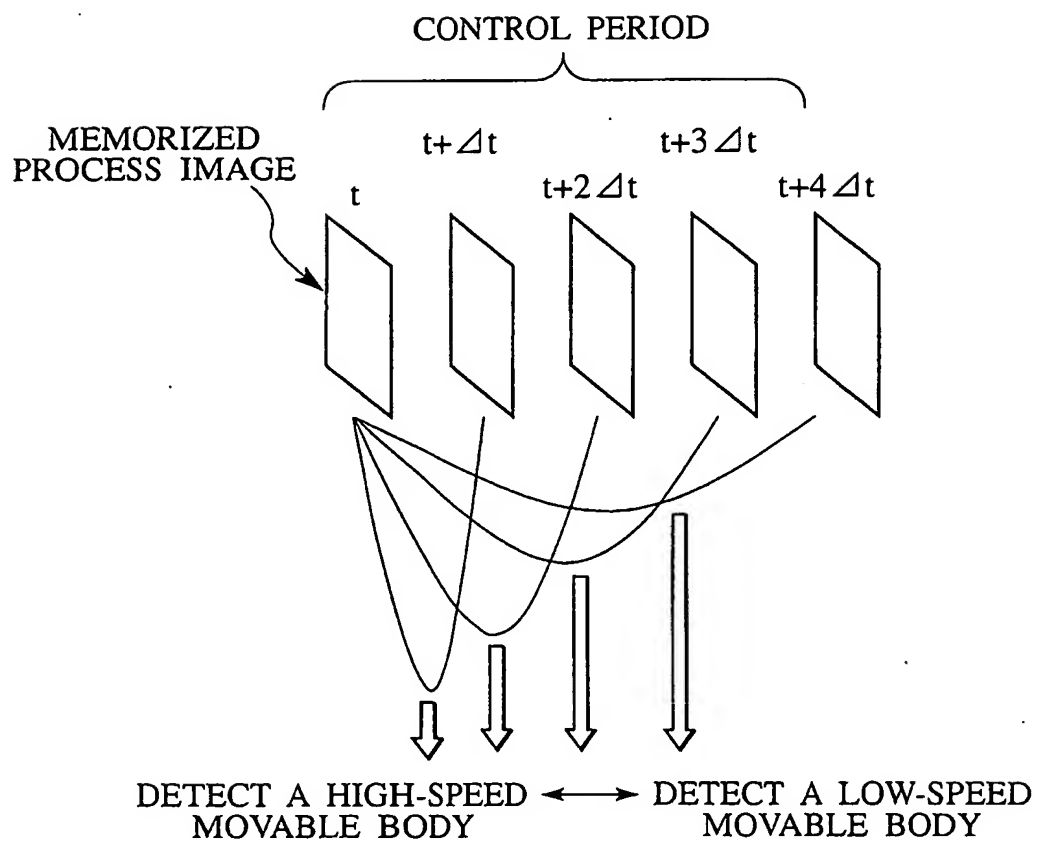 CONTROL PERIOD
MEMORIZED
PROCESS IMAGE
t
t+⊿t
t+2⊿t
t+3⊿t
t+4⊿t
DETECT A HIGH-SPEED
MOVABLE BODY
DETECT A LOW-SPEED
MOVABLE BODY